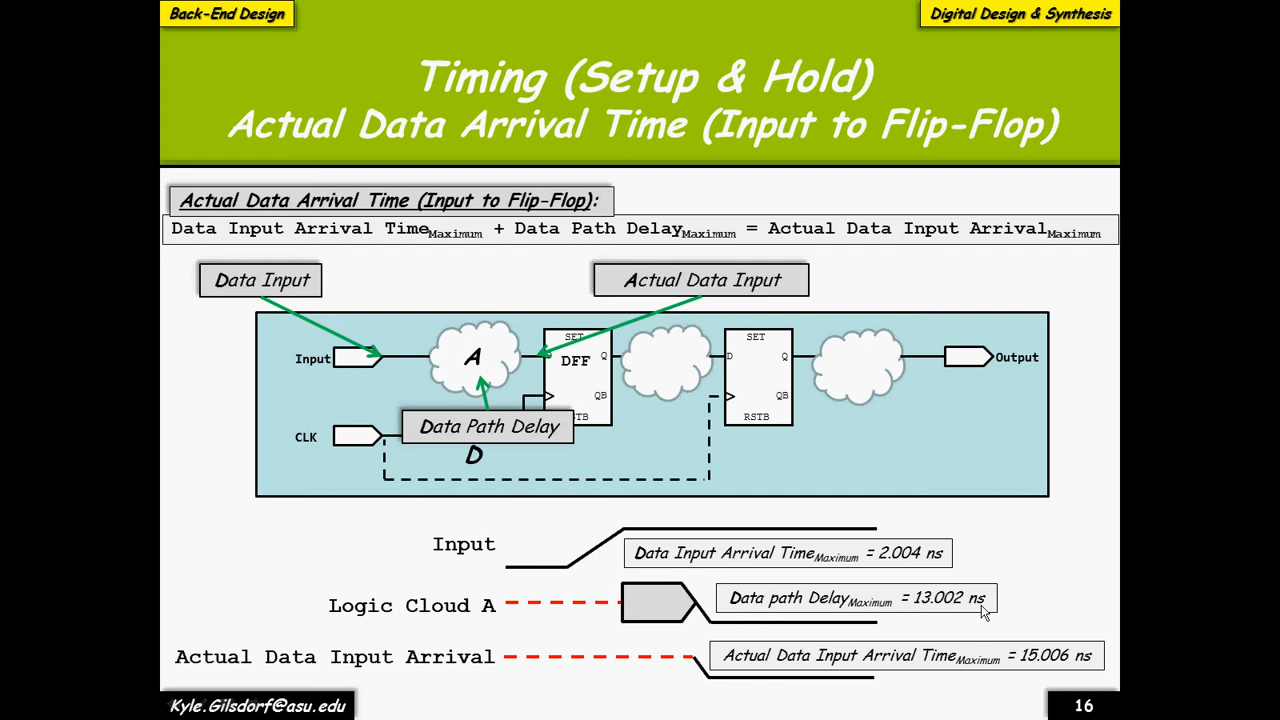 Back-End Design
Digital Design & Synthesis
Timing (Setup & Hold)
Actual Data Arrival Time (Input to Flip-Flop)
Actual Data Arrival Time (Input to Flip-Flop):
Data Input Arrival TimeMaximum + Data Path DelayMaximum = Actual Data Input ArrivalMaximum
Data Input
Actual Data Input
SET
SET
Input
A
DFF
Q
D
Q
Output
QB
QB
CLK
Data Path Delay
TB
RSTB
D
Input
Data Input Arrival TimeMaximum = 2.004 ns
Logic Cloud A
Data path DelayMaximum = 13.002 ns
Actual Data Input Arrival
Actual Data Input Arrival TimeMaximum = 15.006 ns
Kyle.Gilsdorf@asu.edu
16